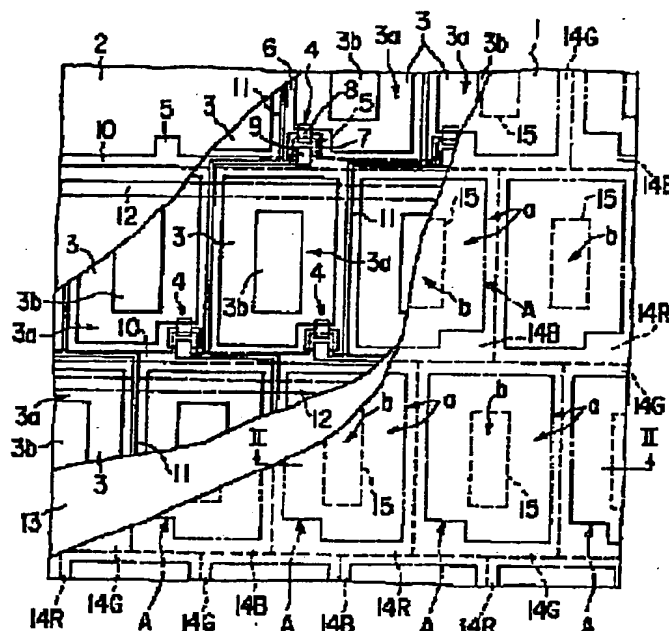 6 4 3b 3a 3 3a 3b 1 14G
2
11 8
5 3 9 5
10 7 15
14B
12 11 15 a
3 3 3a b
3b 3b b A
3a 4 4
10 14R
14B
14G
3a 12 b a b a II
3b II
3 11 15 15
13
14R 14G A 14G 14B A 14B 14R A 14R 14G A